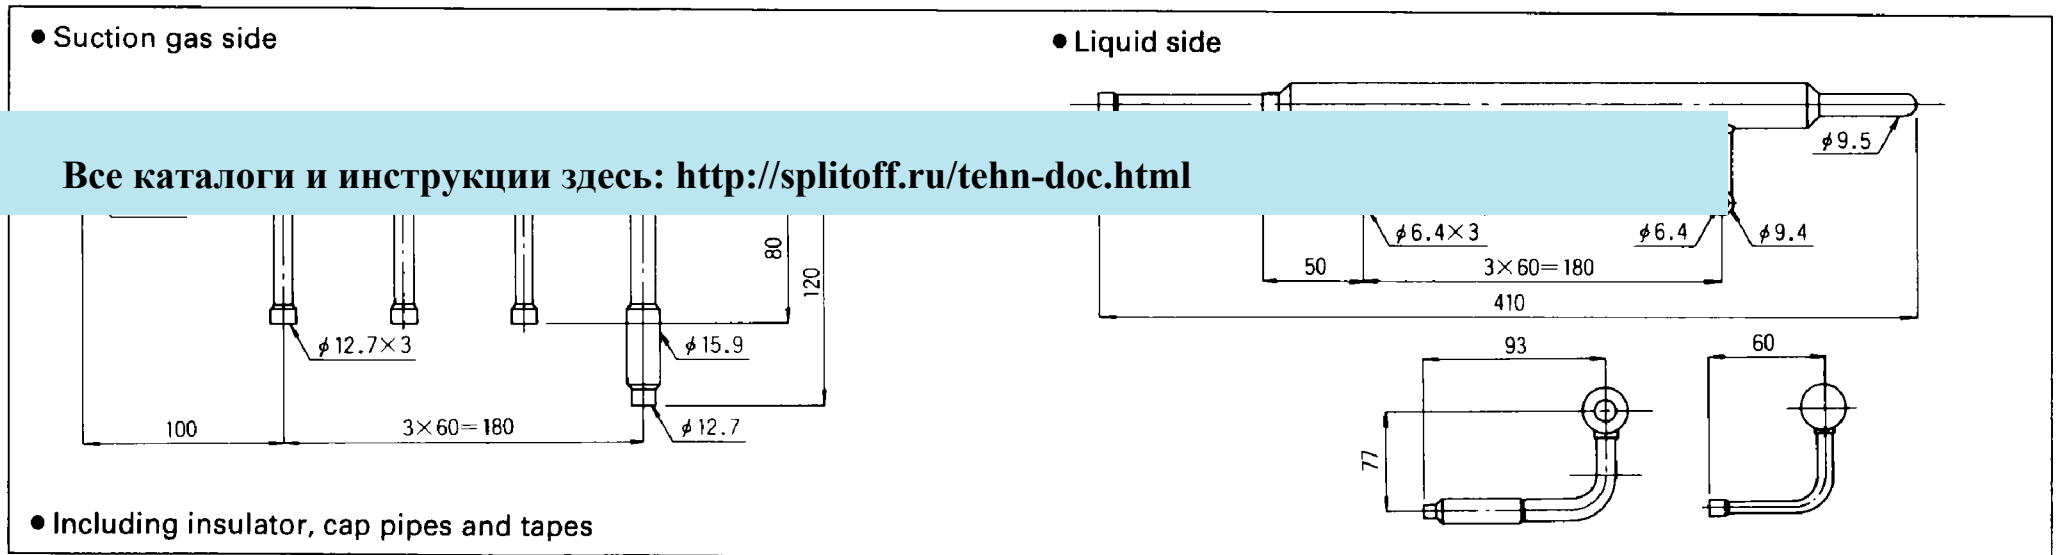 ● Suction gas side
● Liquid side
φ9.5
Все каталоги и инструкции здесь: http://splitoff.ru/tehn-doc.html
φ6.4×3
φ6.4
φ9.4
80
120
50
3×60=180
410
φ12.7×3
φ15.9
93
60
100
3×60=180
φ12.7
77
● Including insulator, cap pipes and tapes